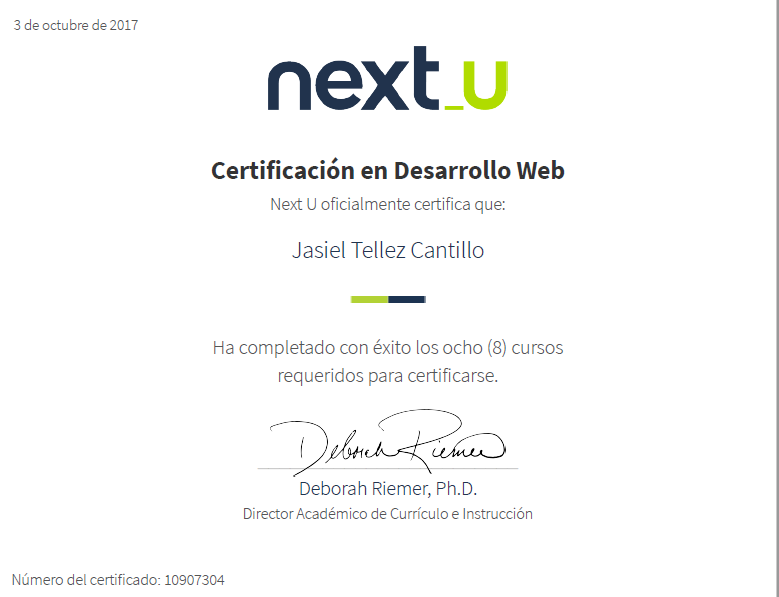 3 de octubre de 2017
next_U
Certificación en Desarrollo Web
Next U oficialmente certifica que:
Jasiel Tellez Cantillo
Ha completado con éxito los ocho (8) cursos
requeridos para certificarse.
Deborah Riemer
Deborah Riemer, Ph.D.
Director Académico de Currículo e Instrucción
Número del certificado: 10907304